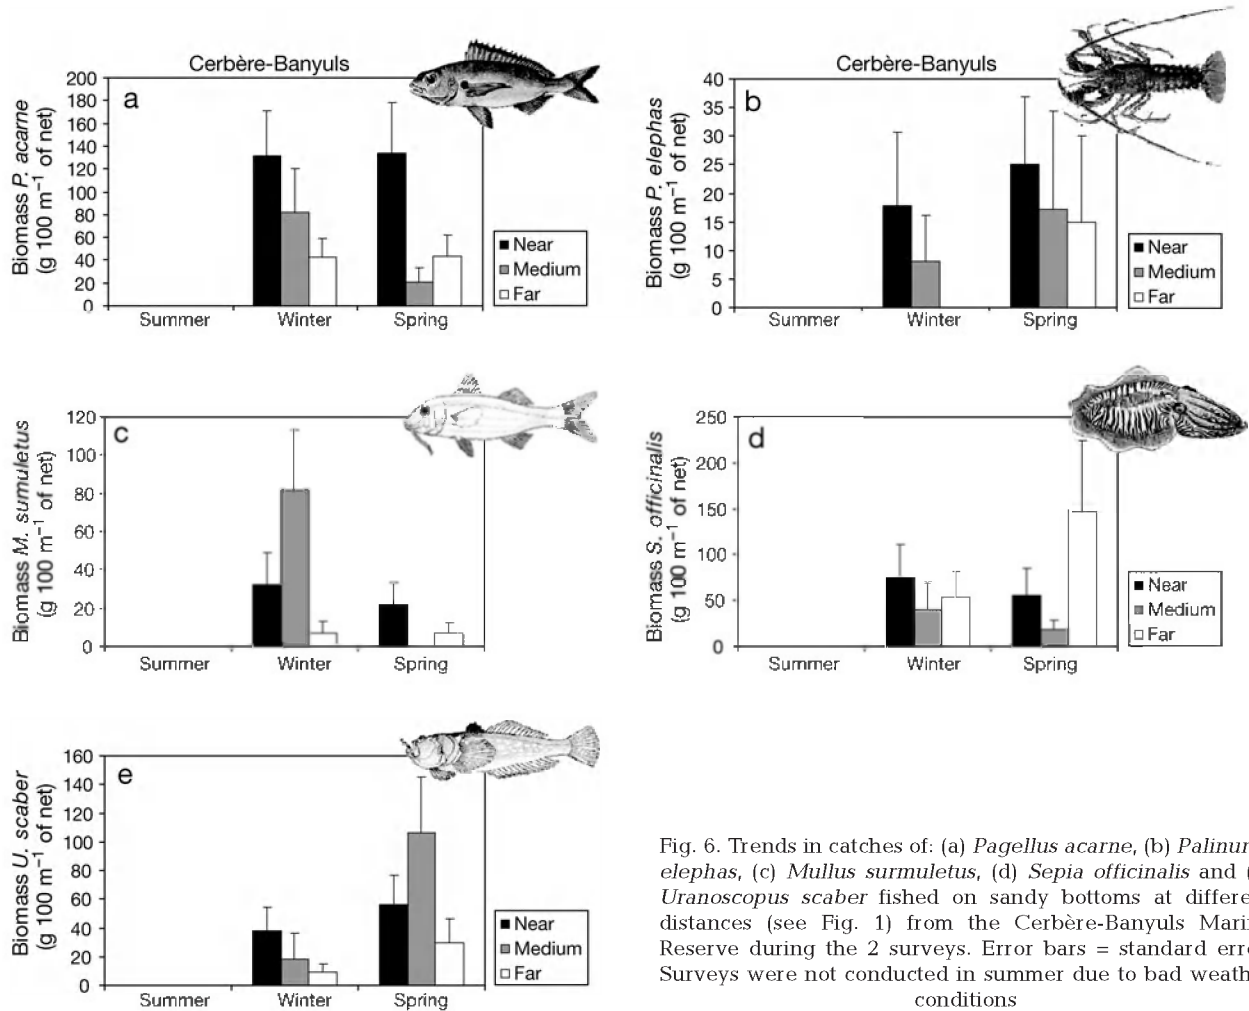 Cerbère-Banyuls
a
Biomass P. acarne
(g 100 m⁻¹ of net)
200
180
160
140
120
100
80
60
40
20
0
Summer Winter Spring
Near
Medium
Far
Cerbère-Banyuls
b
Biomass P. elephas
(g 100 m⁻¹ of net)
40
35
30
25
20
15
10
5
0
Summer Winter Spring
Near
Medium
Far
c
Biomass M. sumuletus
(g 100 m⁻¹ of net)
120
100
80
60
40
20
0
Summer Winter Spring
d
Biomass S. officinalis
(g 100 m⁻¹ of net)
250
200
150
100
50
0
Summer Winter Spring
Near
Medium
Far
e
Biomass U. scaber
(g 100 m⁻¹ of net)
160
140
120
100
80
60
40
20
0
Summer Winter Spring
Near
Medium
Far
Fig. 6. Trends in catches of: (a) Pagellus acarne, (b) Palinur
elephas, (c) Mullus surmuletus, (d) Sepia officinalis and (
Uranoscopus scaber fished on sandy bottoms at differe
distances (see Fig. 1) from the Cerbère-Banyuls Mari
Reserve during the 2 surveys. Error bars = standard erro
Surveys were not conducted in summer due to bad weath
conditions